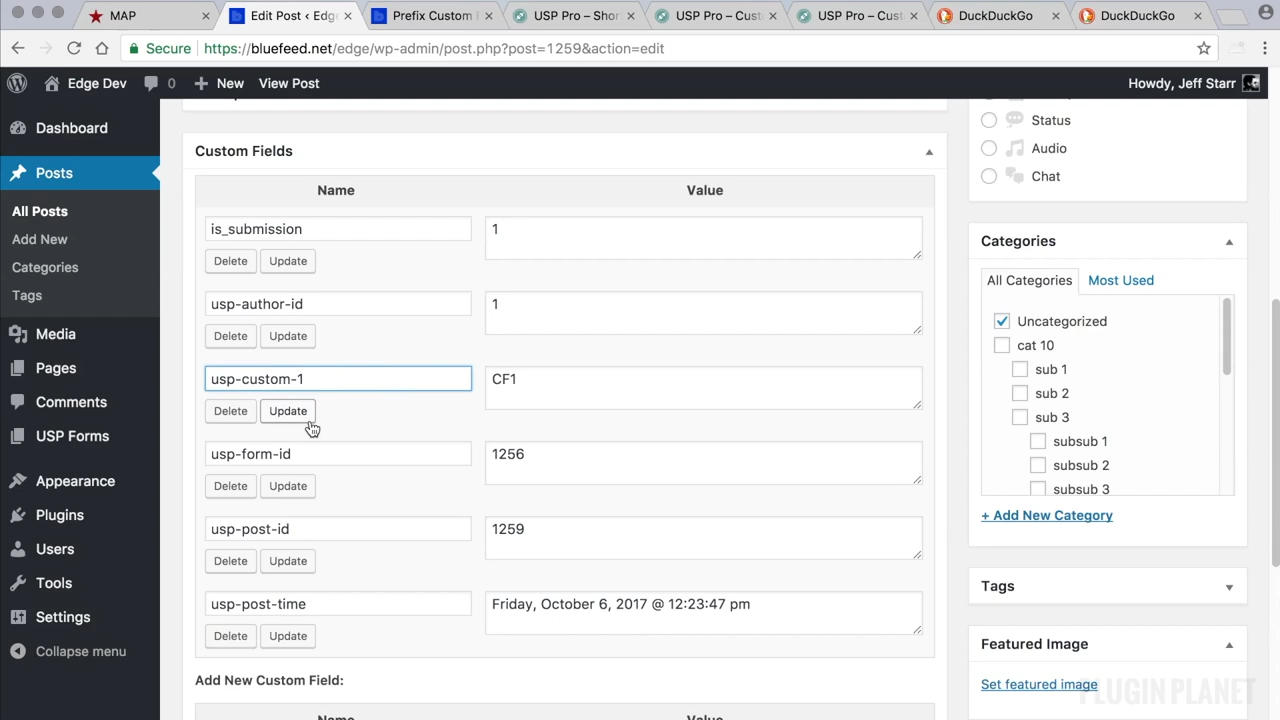 MAP
Edit Post ‹ Edge
Prefix Custom F
USP Pro – Shor
USP Pro – Cust
USP Pro – Cust
DuckDuckGo
DuckDuckGo
Secure
https://bluefeed.net/edge/wp-admin/post.php?post=1259&action=edit
Edge Dev
0
New
View Post
Howdy, Jeff Starr
Dashboard
Posts
All Posts
Add New
Categories
Tags
Media
Pages
Comments
USP Forms
Appearance
Plugins
Users
Tools
Settings
Collapse menu
Custom Fields
Name Value
is_submission 1
Delete Update
usp-author-id 1
Delete Update
usp-custom-1 CF1
Delete Update
usp-form-id 1256
Delete Update
usp-post-id 1259
Delete Update
usp-post-time Friday, October 6, 2017 @ 12:23:47 pm
Delete Update
Add New Custom Field:
Name Value
Status
Audio
Chat
Categories
All Categories Most Used
Uncategorized
cat 10
sub 1
sub 2
sub 3
subsub 1
subsub 2
subsub 3
+ Add New Category
Tags
Featured Image
Set featured image
PLUGIN PLANET